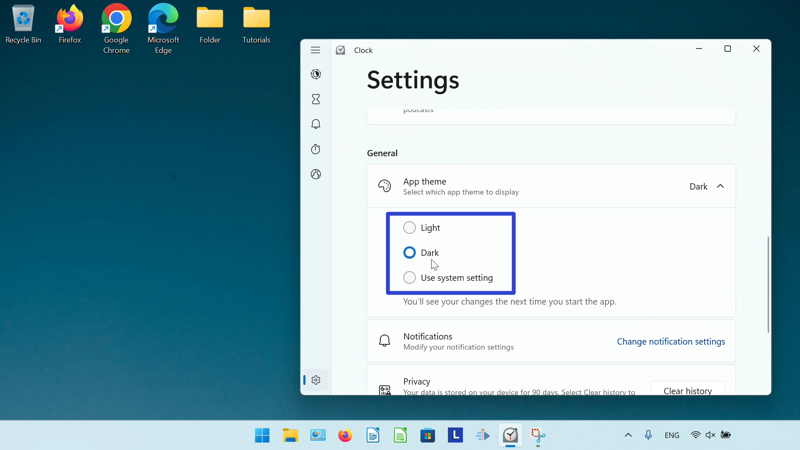 Recycle Bin
Firefox
Google
Chrome
Microsoft
Edge
Folder
Tutorials
Clock
Settings
podcasts
General
App theme
Select which app theme to display
Dark
Light
Dark
Use system setting
You'll see your changes the next time you start the app.
Notifications
Modify your notification settings
Change notification settings
Privacy
Your data is stored on your device for 90 days. Select Clear history to
Clear history
L
ENG